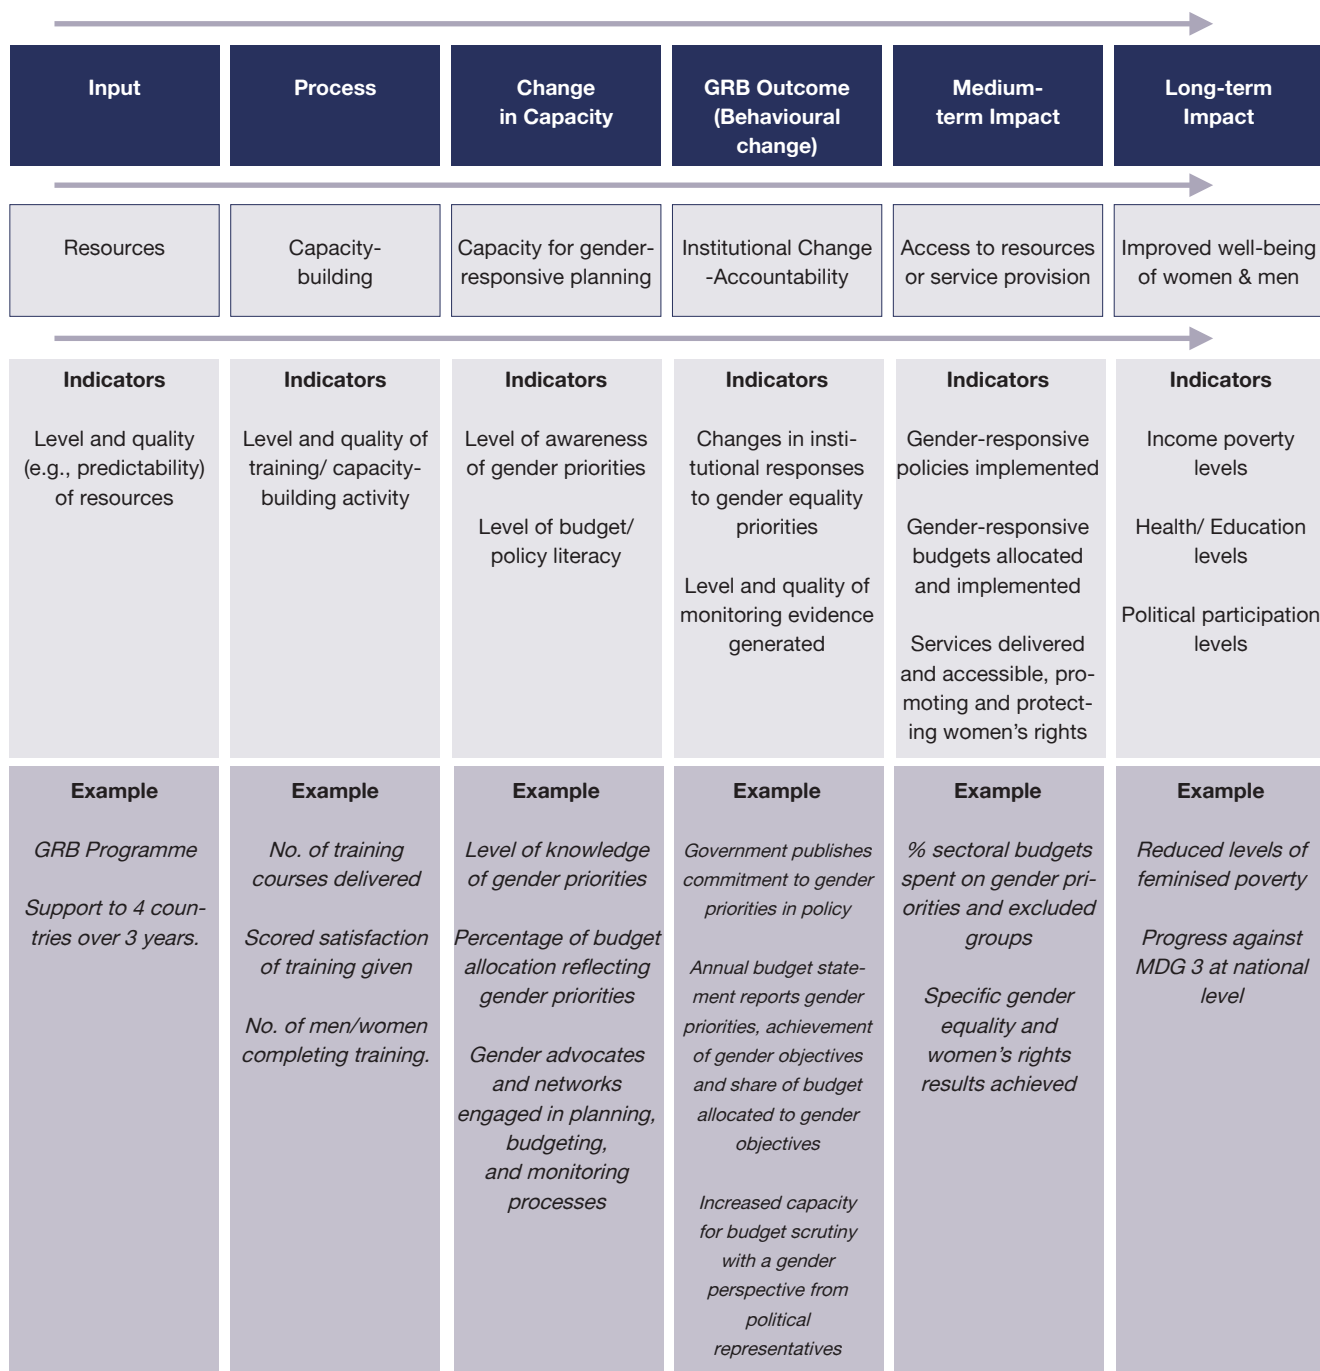 Input
Process
Change
in Capacity
GRB Outcome
(Behavioural
change)
Medium-
term Impact
Long-term
Impact
Resources
Capacity-
building
Capacity for gender-
responsive planning
Institutional Change
-Accountability
Access to resources
or service provision
Improved well-being
of women & men
Indicators
Level and quality
(e.g., predictability)
of resources
Indicators
Level and quality of
training/ capacity-
building activity
Indicators
Level of awareness
of gender priorities
Level of budget/
policy literacy
Indicators
Changes in insti-
tutional responses
to gender equality
priorities
Level and quality of
monitoring evidence
generated
Indicators
Gender-responsive
policies implemented
Gender-responsive
budgets allocated
and implemented
Services delivered
and accessible, pro-
moting and protect-
ing women’s rights
Indicators
Income poverty
levels
Health/ Education
levels
Political participation
levels
Example
GRB Programme
Support to 4 coun-
tries over 3 years.
Example
No. of training
courses delivered
Scored satisfaction
of training given
No. of men/women
completing training.
Example
Level of knowledge
of gender priorities
Percentage of budget
allocation reflecting
gender priorities
Gender advocates
and networks
engaged in planning,
budgeting,
and monitoring
processes
Example
Government publishes
commitment to gender
priorities in policy
Annual budget state-
ment reports gender
priorities, achievement
of gender objectives
and share of budget
allocated to gender
objectives
Increased capacity
for budget scrutiny
with a gender
perspective from
political
representatives
Example
% sectoral budgets
spent on gender pri-
orities and excluded
groups
Specific gender
equality and
women’s rights
results achieved
Example
Reduced levels of
feminised poverty
Progress against
MDG 3 at national
level